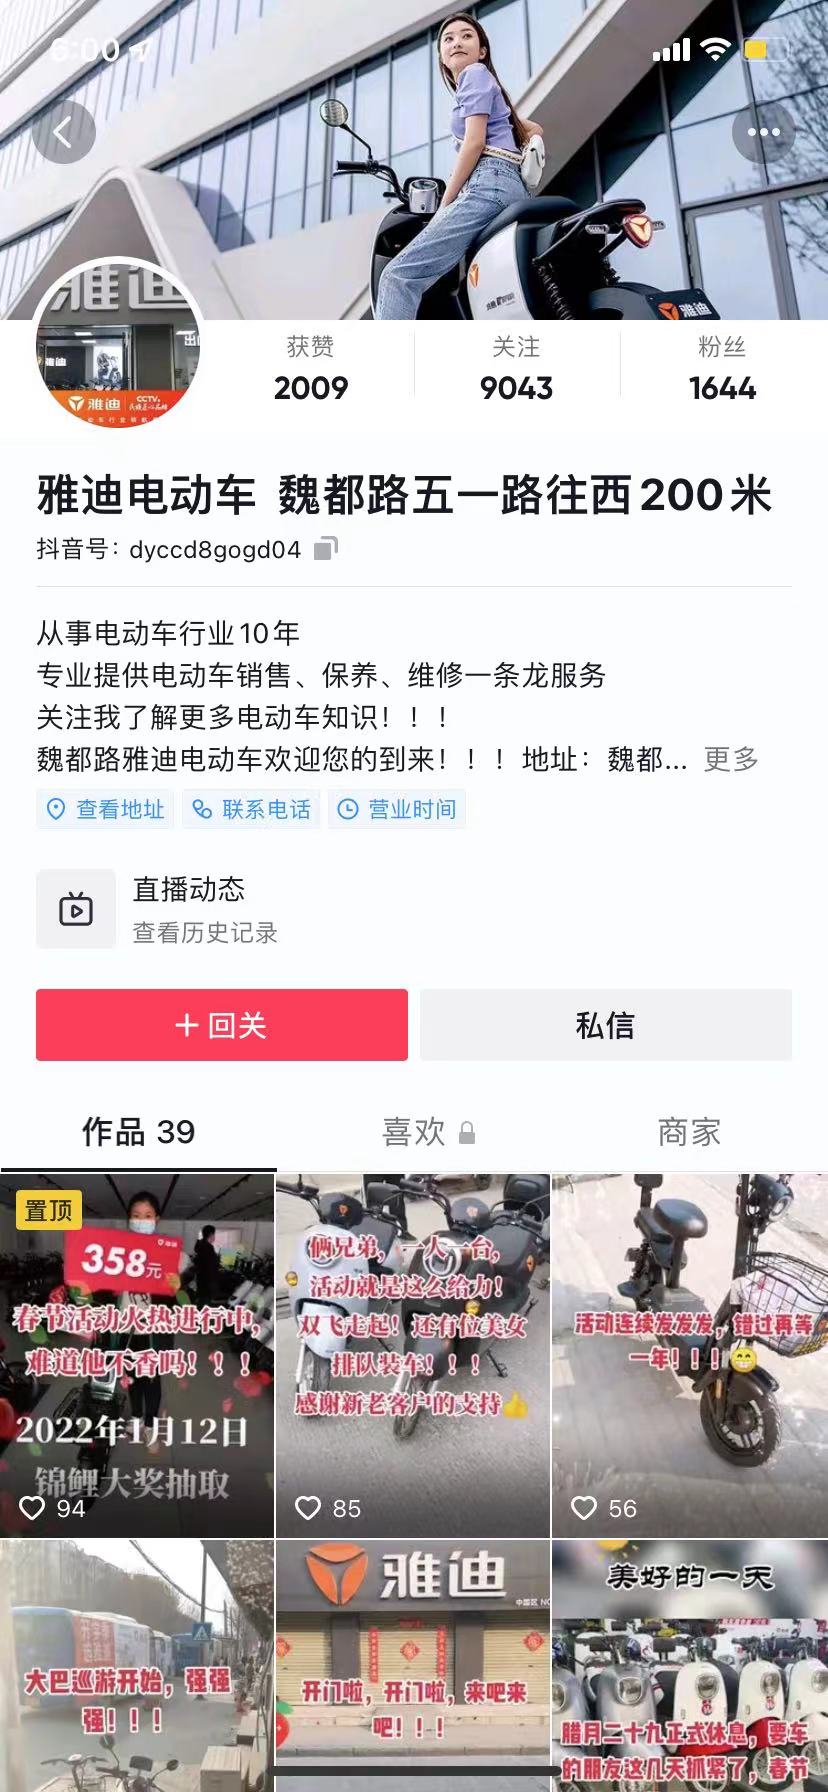 6:00
雅迪
雅迪
出
雅迪
雅迪
CCTV
获赞
关注
粉丝
2009
9043
1644
雅迪电动车 魏都路五一路往西200米
抖音号：dyccd8gogd04
从事电动车行业10年
专业提供电动车销售、保养、维修一条龙服务
关注我了解更多电动车知识！！！
魏都路雅迪电动车欢迎您的到来！！！地址：魏都... 更多
查看地址
联系电话
营业时间
直播动态
查看历史记录
回关
私信
作品 39
喜欢
商家
置顶
358元
春节活动火热进行中，
难道他不香吗！！！
2022年1月12日
锦鲤大奖抽取
94
俩兄弟，一人一台，
活动就是这么给力！
双飞走起！还有位美女
排队装车！！！
感谢新老客户的支持
85
活动连续发发发，错过再等
一年！！！
56
大巴巡游开始，强强
强！！！
雅迪
中国区
开门啦，开门啦，来吧来
吧！！！
美好的一天
腊月二十九正式休息，要车
的朋友这几天抓紧了，春节